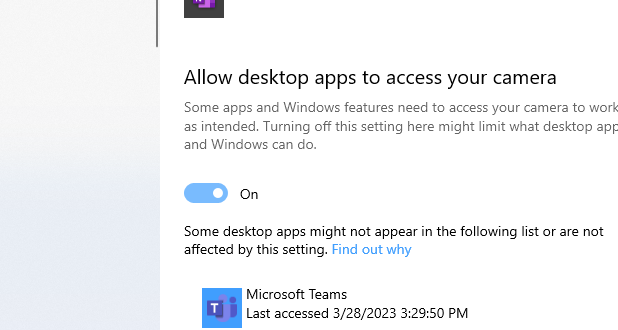 Allow desktop apps to access your camera
Some apps and Windows features need to access your camera to work
as intended. Turning off this setting here might limit what desktop app
and Windows can do.
On
Some desktop apps might not appear in the following list or are not
affected by this setting. Find out why
Microsoft Teams
Last accessed 3/28/2023 3:29:50 PM